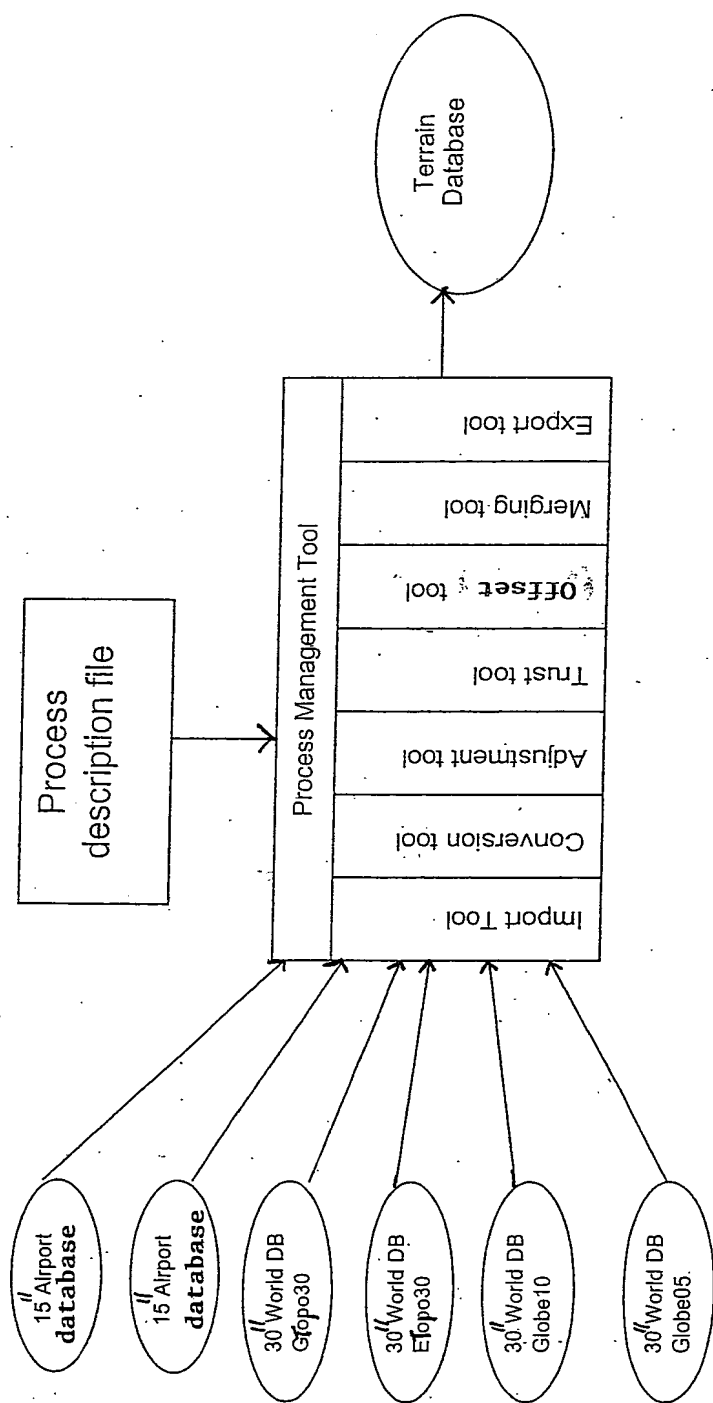 Process
description file
Process Management Tool
Import Tool
Conversion tool
Adjustment tool
Trust tool
Offset tool
Merging tool
Export tool
Terrain
Database
15" Airport
database
15" Airport
database
30" World DB
GTopo30
30" World DB
ETopo30
30" World DB
Globe10
30" World DB
Globe05